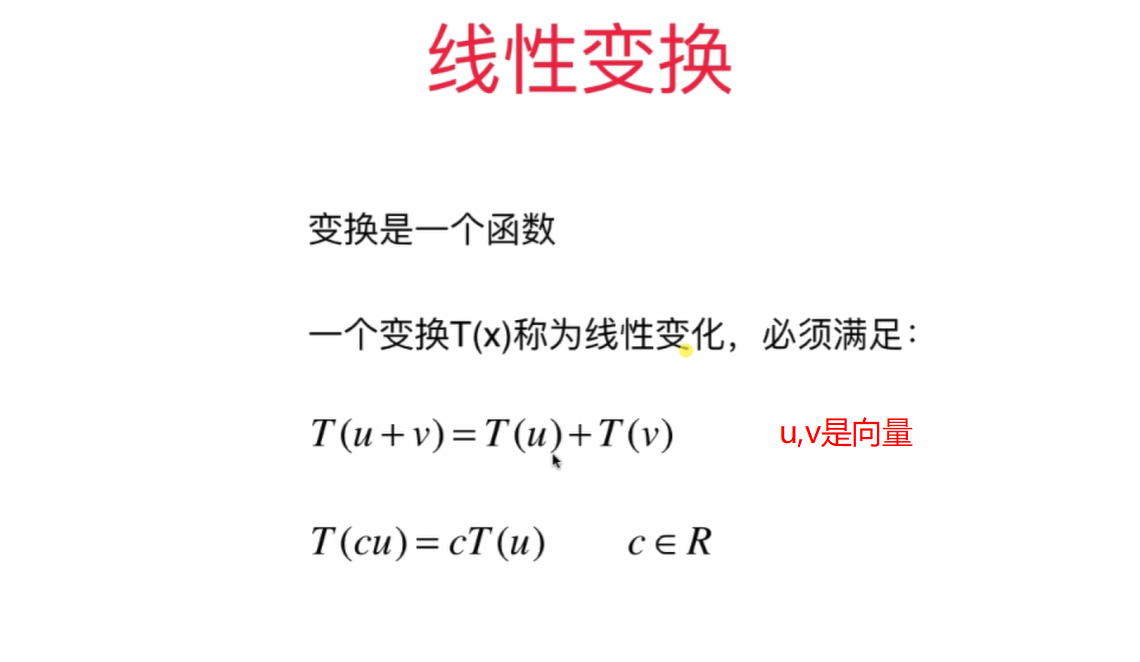 线性变换
变换是一个函数
一个变换T(x)称为线性变化，必须满足：
T(u+v)=T(u)+T(v) u,v是向量
T(cu)=cT(u) c∈R